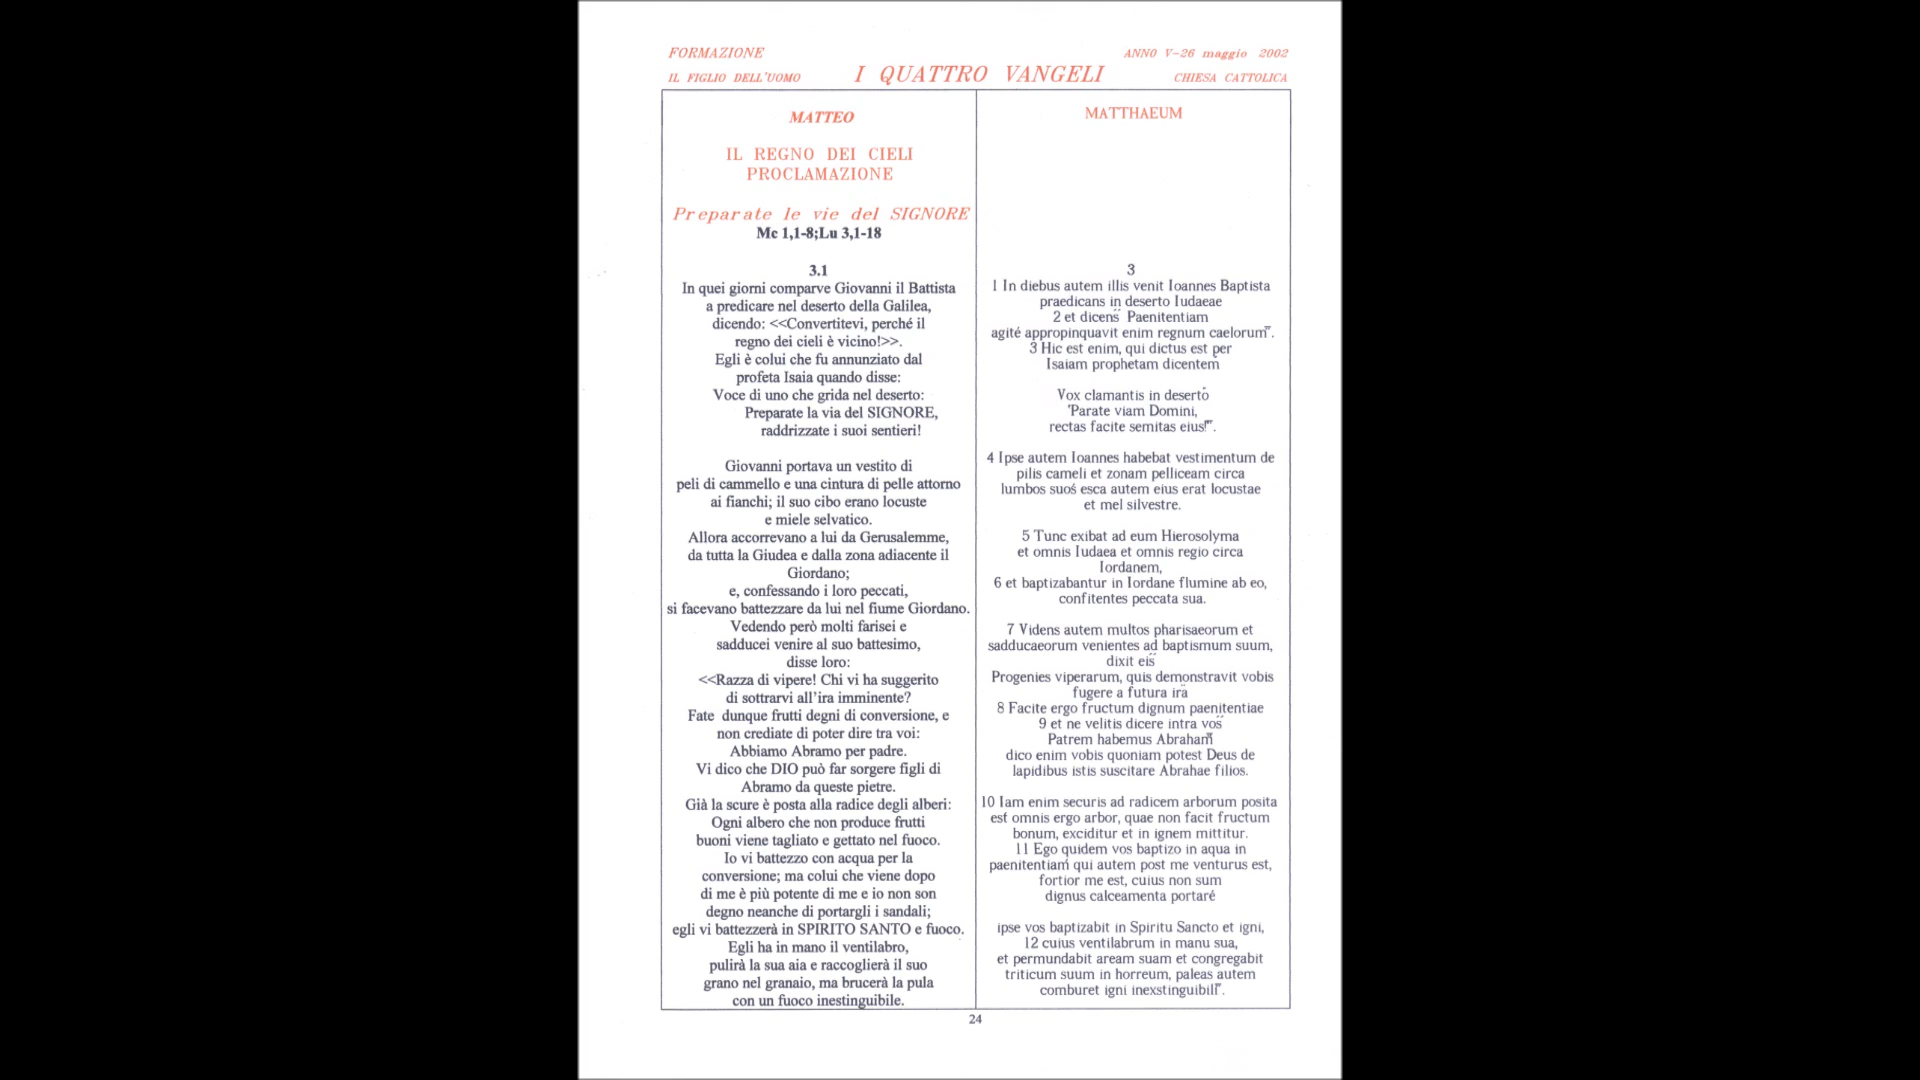 FORMAZIONE
ANNO V-26 maggio 2002
IL FIGLIO DELL'UOMO
I QUATTRO VANGELI
CHIESA CATTOLICA
MATTEO
IL REGNO DEI CIELI
PROCLAMAZIONE
Preparate le vie del SIGNORE
Mc 1,1-8;Lu 3,1-18
3.1
In quei giorni comparve Giovanni il Battista
a predicare nel deserto della Galilea,
dicendo: <<Convertitevi, perché il
regno dei cieli è vicino!>>.
Egli è colui che fu annunziato dal
profeta Isaia quando disse:
Voce di uno che grida nel deserto:
Preparate la via del SIGNORE,
raddrizzate i suoi sentieri!
Giovanni portava un vestito di
peli di cammello e una cintura di pelle attorno
ai fianchi; il suo cibo erano locuste
e miele selvatico.
Allora accorrevano a lui da Gerusalemme,
da tutta la Giudea e dalla zona adiacente il
Giordano;
e, confessando i loro peccati,
si facevano battezzare da lui nel fiume Giordano.
Vedendo però molti farisei e
sadducei venire al suo battesimo,
disse loro:
<<Razza di vipere! Chi vi ha suggerito
di sottrarvi all'ira imminente?
Fate dunque frutti degni di conversione, e
non crediate di poter dire tra voi:
Abbiamo Abramo per padre.
Vi dico che DIO può far sorgere figli di
Abramo da queste pietre.
Già la scure è posta alla radice degli alberi:
Ogni albero che non produce frutti
buoni viene tagliato e gettato nel fuoco.
Io vi battezzo con acqua per la
conversione; ma colui che viene dopo
di me è più potente di me e io non son
degno neanche di portargli i sandali;
egli vi battezzerà in SPIRITO SANTO e fuoco.
Egli ha in mano il ventilabro,
pulirà la sua aia e raccoglierà il suo
grano nel granaio, ma brucerà la pula
con un fuoco inestinguibile.
MATTHAEUM
3
1 In diebus autem illis venit Ioannes Baptista
praedicans in deserto Iudaeae
2 et dicens̈ Paenitentiam
agité appropinquavit enim regnum caelorum".
3 Hic est enim, qui dictus est per
Isaiam prophetam dicentem
Vox clamantis in desertö
'Parate viam Domini,
rectas facite semitas eius!'".
4 Ipse autem Ioannes habebat vestimentum de
pilis cameli et zonam pelliceam circa
lumbos suoś esca autem eius erat locustae
et mel silvestre.
5 Tunc exibat ad eum Hierosolyma
et omnis Iudaea et omnis regio circa
Iordanem,
6 et baptizabantur in Iordane flumine ab eo,
confitentes peccata sua.
7 Videns autem multos pharisaeorum et
sadducaeorum venientes ad baptismum suum,
dixit eis̈
Progenies viperarum, quis demonstravit vobis
fugere a futura irä
8 Facite ergo fructum dignum paenitentiae
9 et ne velitis dicere intra vos̈
Patrem habemus Abraham"
dico enim vobis quoniam potest Deus de
lapidibus istis suscitare Abrahae filios.
10 Iam enim securis ad radicem arborum posita
est́ omnis ergo arbor, quae non facit fructum
bonum, exciditur et in ignem mittitur.
11 Ego quidem vos baptizo in aqua in
paenitentiaḿ qui autem post me venturus est,
fortior me est, cuius non sum
dignus calceamenta portaré
ipse vos baptizabit in Spiritu Sancto et igni,
12 cuius ventilabrum in manu sua,
et permundabit aream suam et congregabit
triticum suum in horreum, paleas autem
comburet igni inexstinguibili".
24